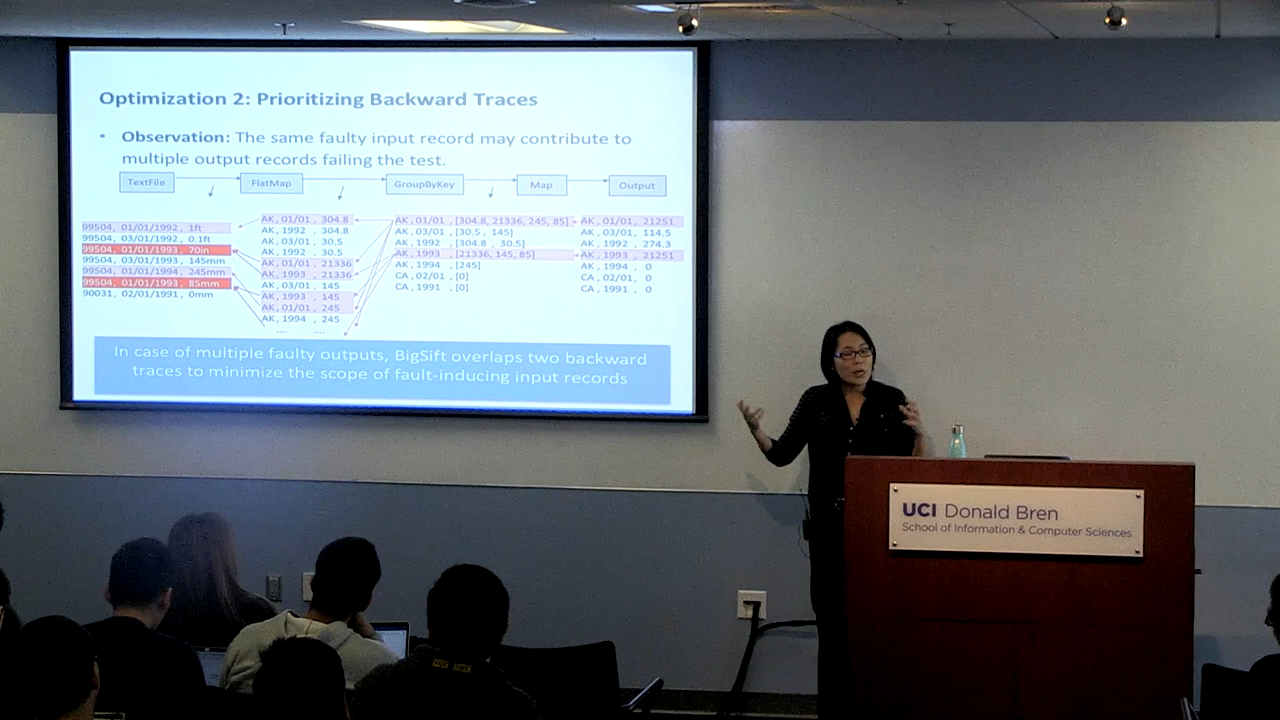 Optimization 2: Prioritizing Backward Traces
• Observation: The same faulty input record may contribute to
multiple output records failing the test.
TextFile FlatMap GroupByKey Map Output
99504, 01/01/1992, 1ft
99504, 03/01/1992, 0.1ft
99504, 01/01/1993, 70in
99504, 03/01/1993, 145mm
99504, 01/01/1994, 245mm
99504, 01/01/1993, 85mm
90031, 02/01/1991, 0mm
AK, 01/01 , 304.8
AK, 1992 , 304.8
AK, 03/01 , 30.5
AK, 1992 , 30.5
AK, 01/01 , 21336
AK, 1993 , 21336
AK, 03/01 , 145
AK, 1993 , 145
AK, 01/01 , 245
AK, 1994 , 245
.... ....
AK, 01/01 , [304.8, 21336, 245, 85]
AK, 03/01 , [30.5, 145]
AK, 1992 , [304.8 , 30.5]
AK, 1993 , [21336, 145, 85]
AK, 1994 , [245]
CA, 02/01 , [0]
CA, 1991 , [0]
AK, 01/01, 21251
AK, 03/01, 114.5
AK, 1992 , 274.3
AK, 1993 , 21251
AK, 1994 , 0
CA, 02/01, 0
CA, 1991 , 0
In case of multiple faulty outputs, BigSift overlaps two backward
traces to minimize the scope of fault-inducing input records
UCI Donald Bren
School of Information & Computer Sciences